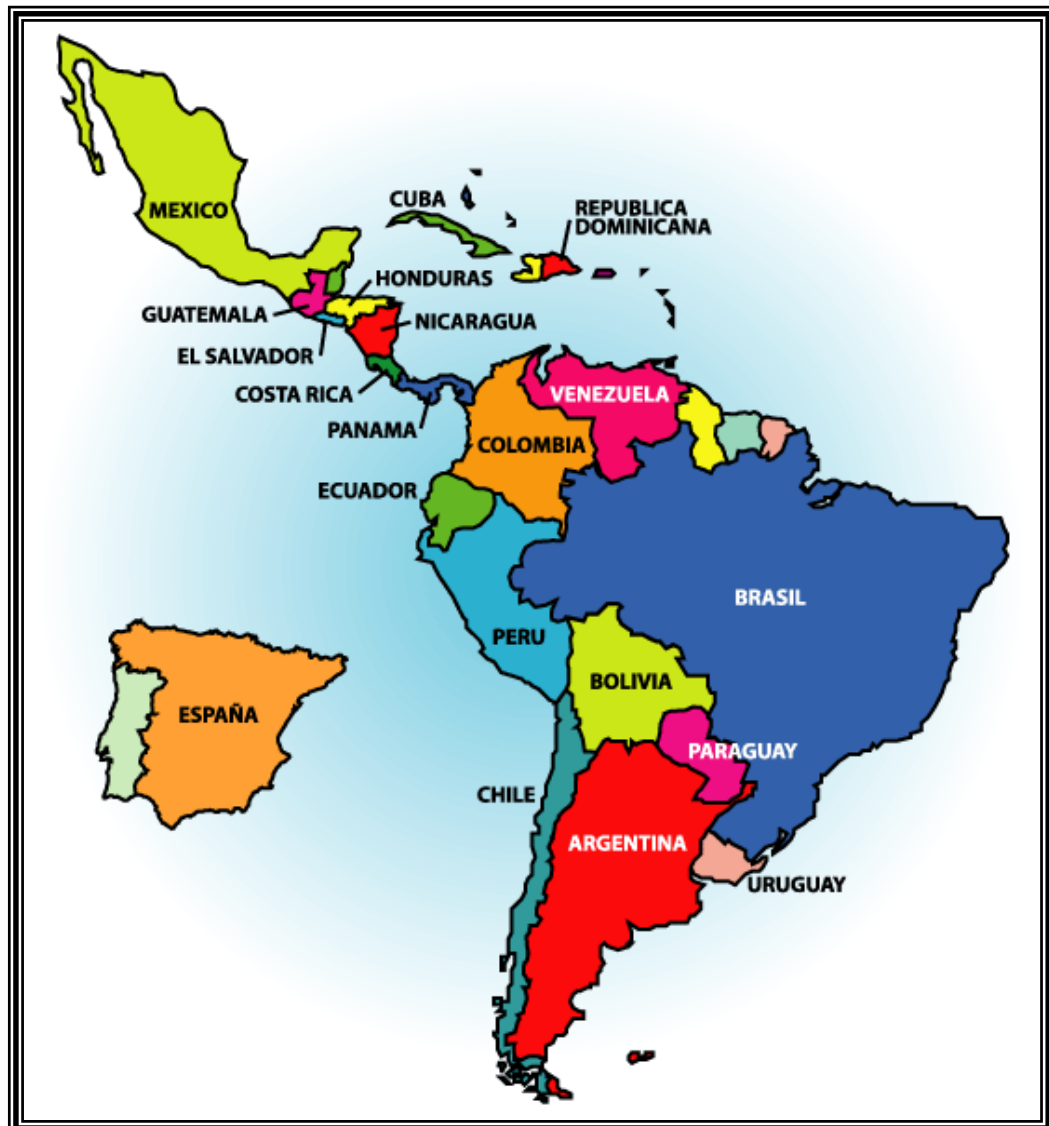 MEXICO
CUBA
REPUBLICA
DOMINICANA
HONDURAS
GUATEMALA
NICARAGUA
EL SALVADOR
COSTA RICA
PANAMA
VENEZUELA
COLOMBIA
ECUADOR
BRASIL
PERU
BOLIVIA
ESPAÑA
PARAGUAY
CHILE
ARGENTINA
URUGUAY